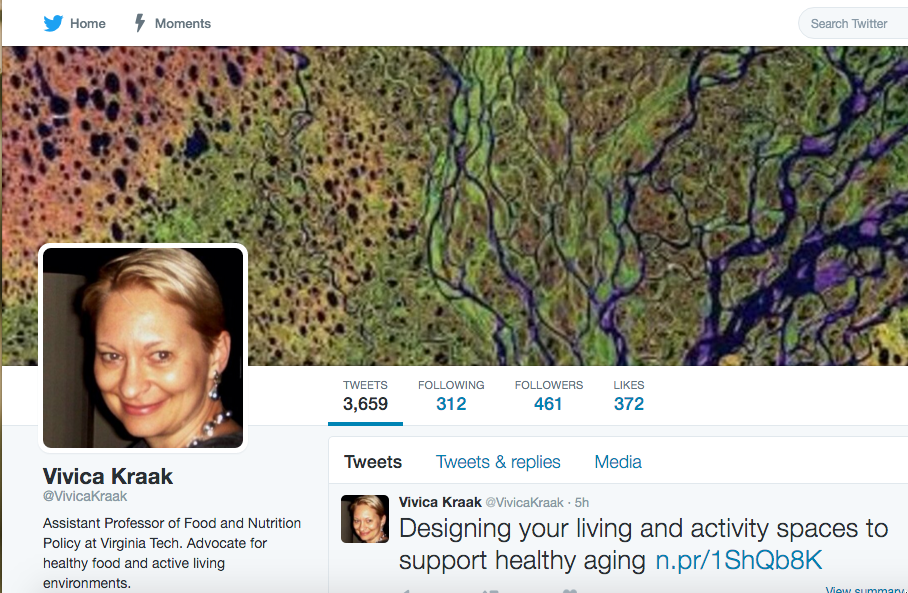 Home Moments Search Twitter
TWEETS FOLLOWING FOLLOWERS LIKES
3,659 312 461 372
Tweets Tweets & replies Media
Vivica Kraak
@VivicaKraak
Assistant Professor of Food and Nutrition
Policy at Virginia Tech. Advocate for
healthy food and active living
environments.
Vivica Kraak @VivicaKraak · 5h
Designing your living and activity spaces to
support healthy aging n.pr/1ShQb8K
View summary